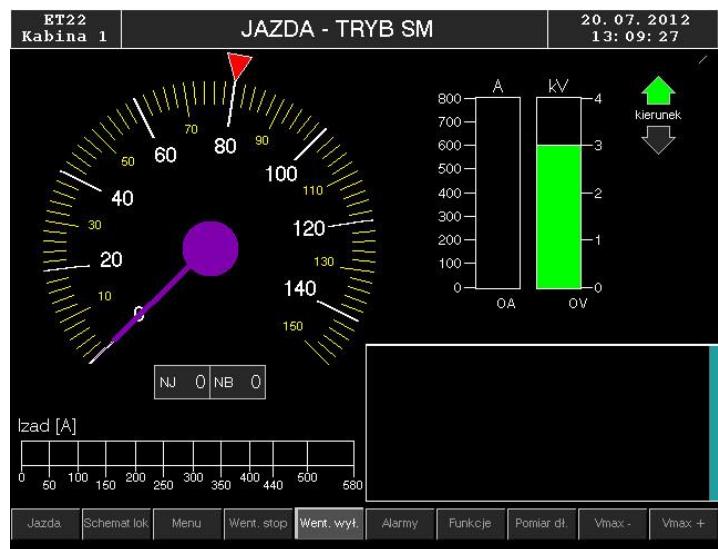 ET22
Kabina 1
JAZDA - TRYB SM
20. 07. 2012
13: 09: 27
0
10
20
30
40
50
60
70
80
90
100
110
120
130
140
150
A
kV
800
700
600
500
400
300
200
100
0
4
3
2
1
0
0A
0V
kierunek
NJ 0 NB 0
Izad [A]
0 50 100 150 200 250 300 350 400 440 500 580
Jazda Schemat lok Menu Went. stop Went. wył. Alarmy Funkcje Pomiar dł. Vmax - Vmax +